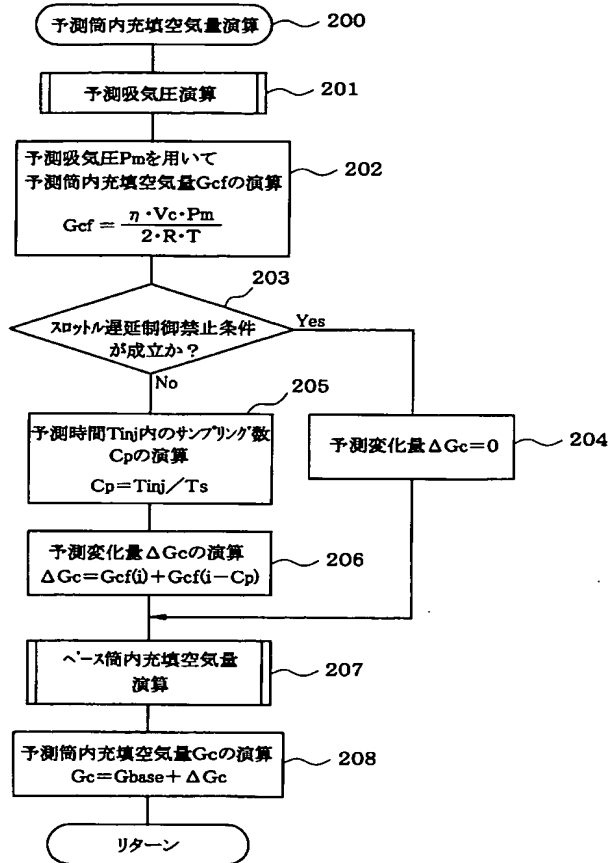 予測筒内充填空気量演算
200
予測吸気圧演算
201
予測吸気圧Pmを用いて
予測筒内充填空気量Gcfの演算
Gcf = η・Vc・Pm
2・R・T
202
203
スロットル遅延制御禁止条件
が成立か?
Yes
No
205
予測時間Tinj内のサンプリング数
Cpの演算
Cp=Tinj/Ts
予測変化量ΔGc=0
204
予測変化量ΔGcの演算
ΔGc=Gcf(i)+Gcf(i-Cp)
206
ベース筒内充填空気量
演算
207
予測筒内充填空気量Gcの演算
Gc=Gbase+ΔGc
208
リターン